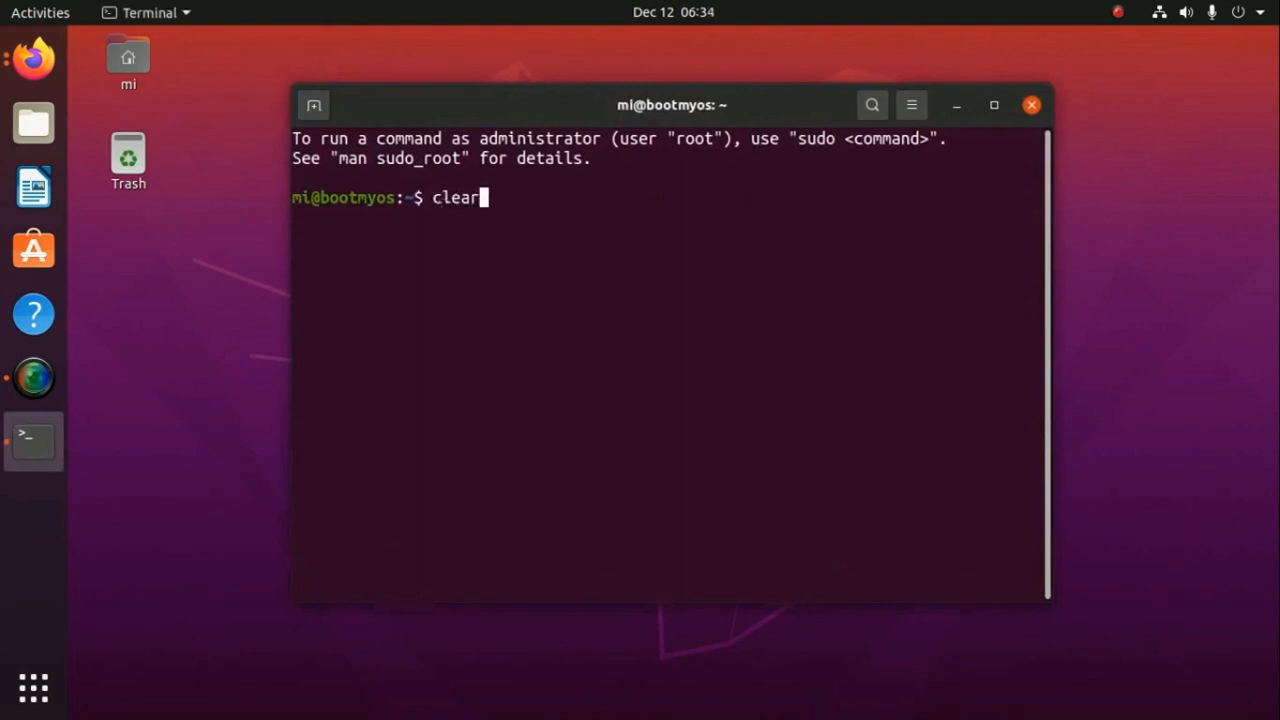 Activities
Terminal
Dec 12 06:34
mi
Trash
mi@bootmyos: ~
To run a command as administrator (user "root"), use "sudo <command>".
See "man sudo_root" for details.
mi@bootmyos:~$ clear